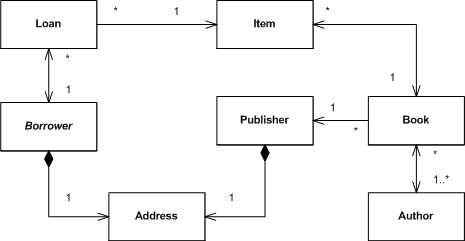 Loan
* 1
Item
*
*
1
1
Borrower
Publisher
1
*
Book
*
1..*
1
1
Address
Author